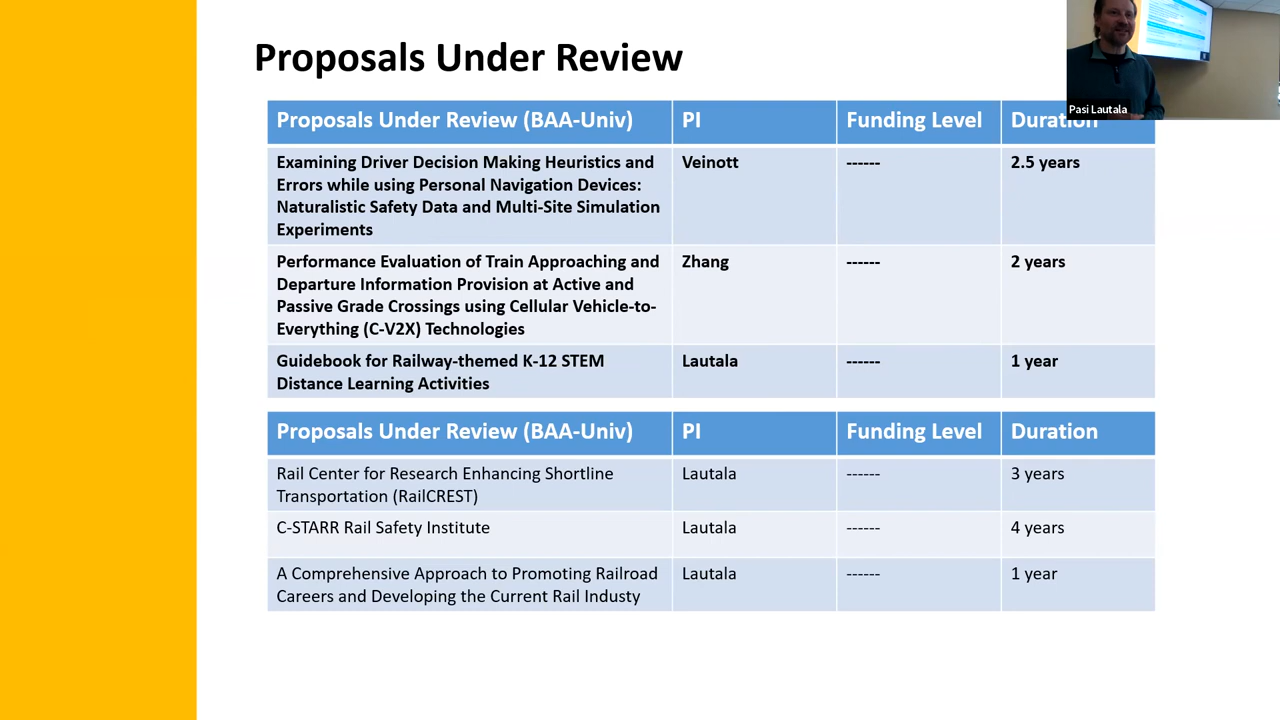 Proposals Under Review
Pasi Lautala
Proposals Under Review (BAA-Univ) PI Funding Level Duration
Examining Driver Decision Making Heuristics and Veinott ------ 2.5 years
Errors while using Personal Navigation Devices:
Naturalistic Safety Data and Multi-Site Simulation
Experiments
Performance Evaluation of Train Approaching and Zhang ------ 2 years
Departure Information Provision at Active and
Passive Grade Crossings using Cellular Vehicle-to-
Everything (C-V2X) Technologies
Guidebook for Railway-themed K-12 STEM Lautala ------ 1 year
Distance Learning Activities
Proposals Under Review (BAA-Univ) PI Funding Level Duration
Rail Center for Research Enhancing Shortline Lautala ------ 3 years
Transportation (RailCREST)
C-STARR Rail Safety Institute Lautala ------ 4 years
A Comprehensive Approach to Promoting Railroad Lautala ------ 1 year
Careers and Developing the Current Rail Industy